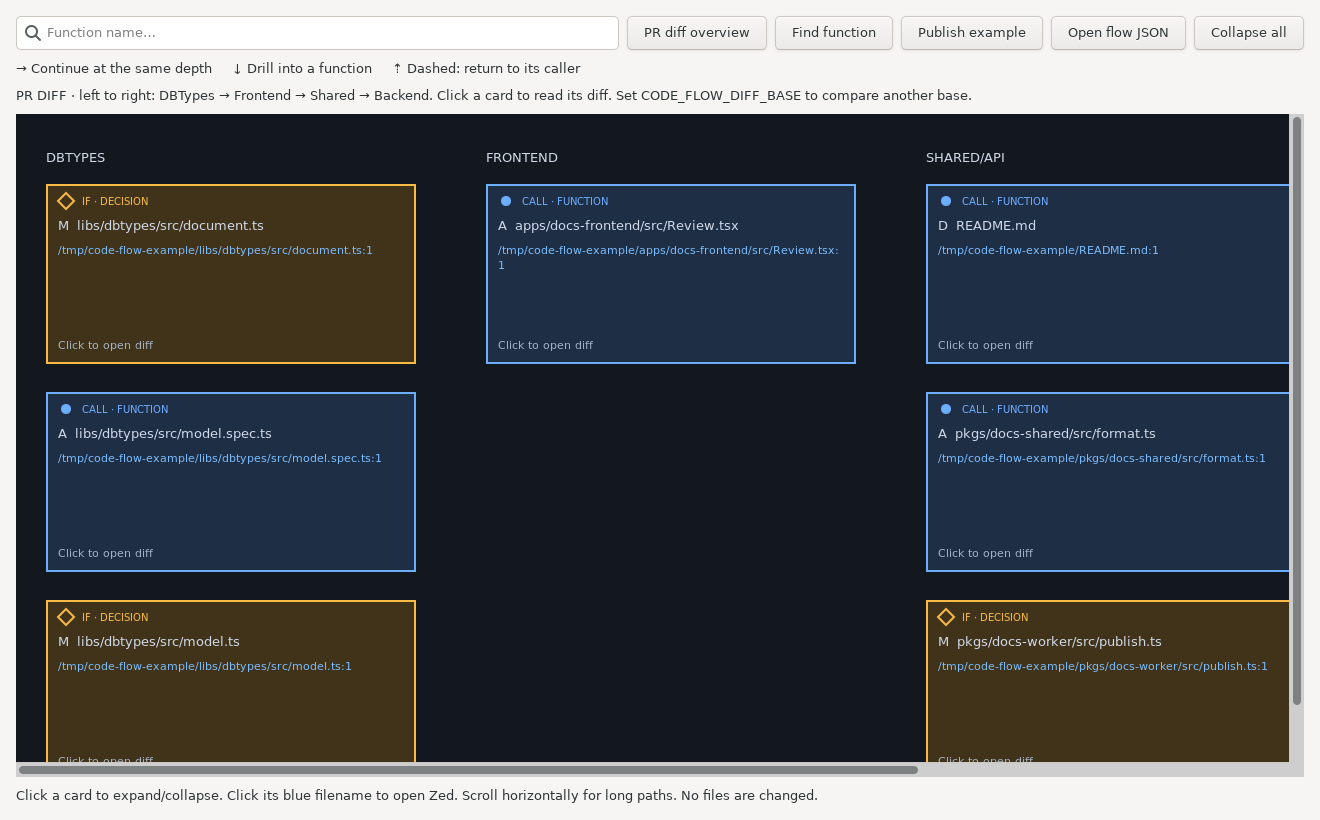 Function name...
PR diff overview
Find function
Publish example
Open flow JSON
Collapse all
→ Continue at the same depth
↓ Drill into a function
⇡ Dashed: return to its caller
PR DIFF · left to right: DBTypes → Frontend → Shared → Backend. Click a card to read its diff. Set CODE_FLOW_DIFF_BASE to compare another base.
DBTYPES
IF · DECISION
M libs/dbtypes/src/document.ts
/tmp/code-flow-example/libs/dbtypes/src/document.ts:1
Click to open diff
CALL · FUNCTION
A libs/dbtypes/src/model.spec.ts
/tmp/code-flow-example/libs/dbtypes/src/model.spec.ts:1
Click to open diff
IF · DECISION
M libs/dbtypes/src/model.ts
/tmp/code-flow-example/libs/dbtypes/src/model.ts:1
Click to open diff
FRONTEND
CALL · FUNCTION
A apps/docs-frontend/src/Review.tsx
/tmp/code-flow-example/apps/docs-frontend/src/Review.tsx:
1
Click to open diff
SHARED/API
CALL · FUNCTION
D README.md
/tmp/code-flow-example/README.md:1
Click to open diff
CALL · FUNCTION
A pkgs/docs-shared/src/format.ts
/tmp/code-flow-example/pkgs/docs-shared/src/format.ts:1
Click to open diff
IF · DECISION
M pkgs/docs-worker/src/publish.ts
/tmp/code-flow-example/pkgs/docs-worker/src/publish.ts:1
Click to open diff
Click a card to expand/collapse. Click its blue filename to open Zed. Scroll horizontally for long paths. No files are changed.